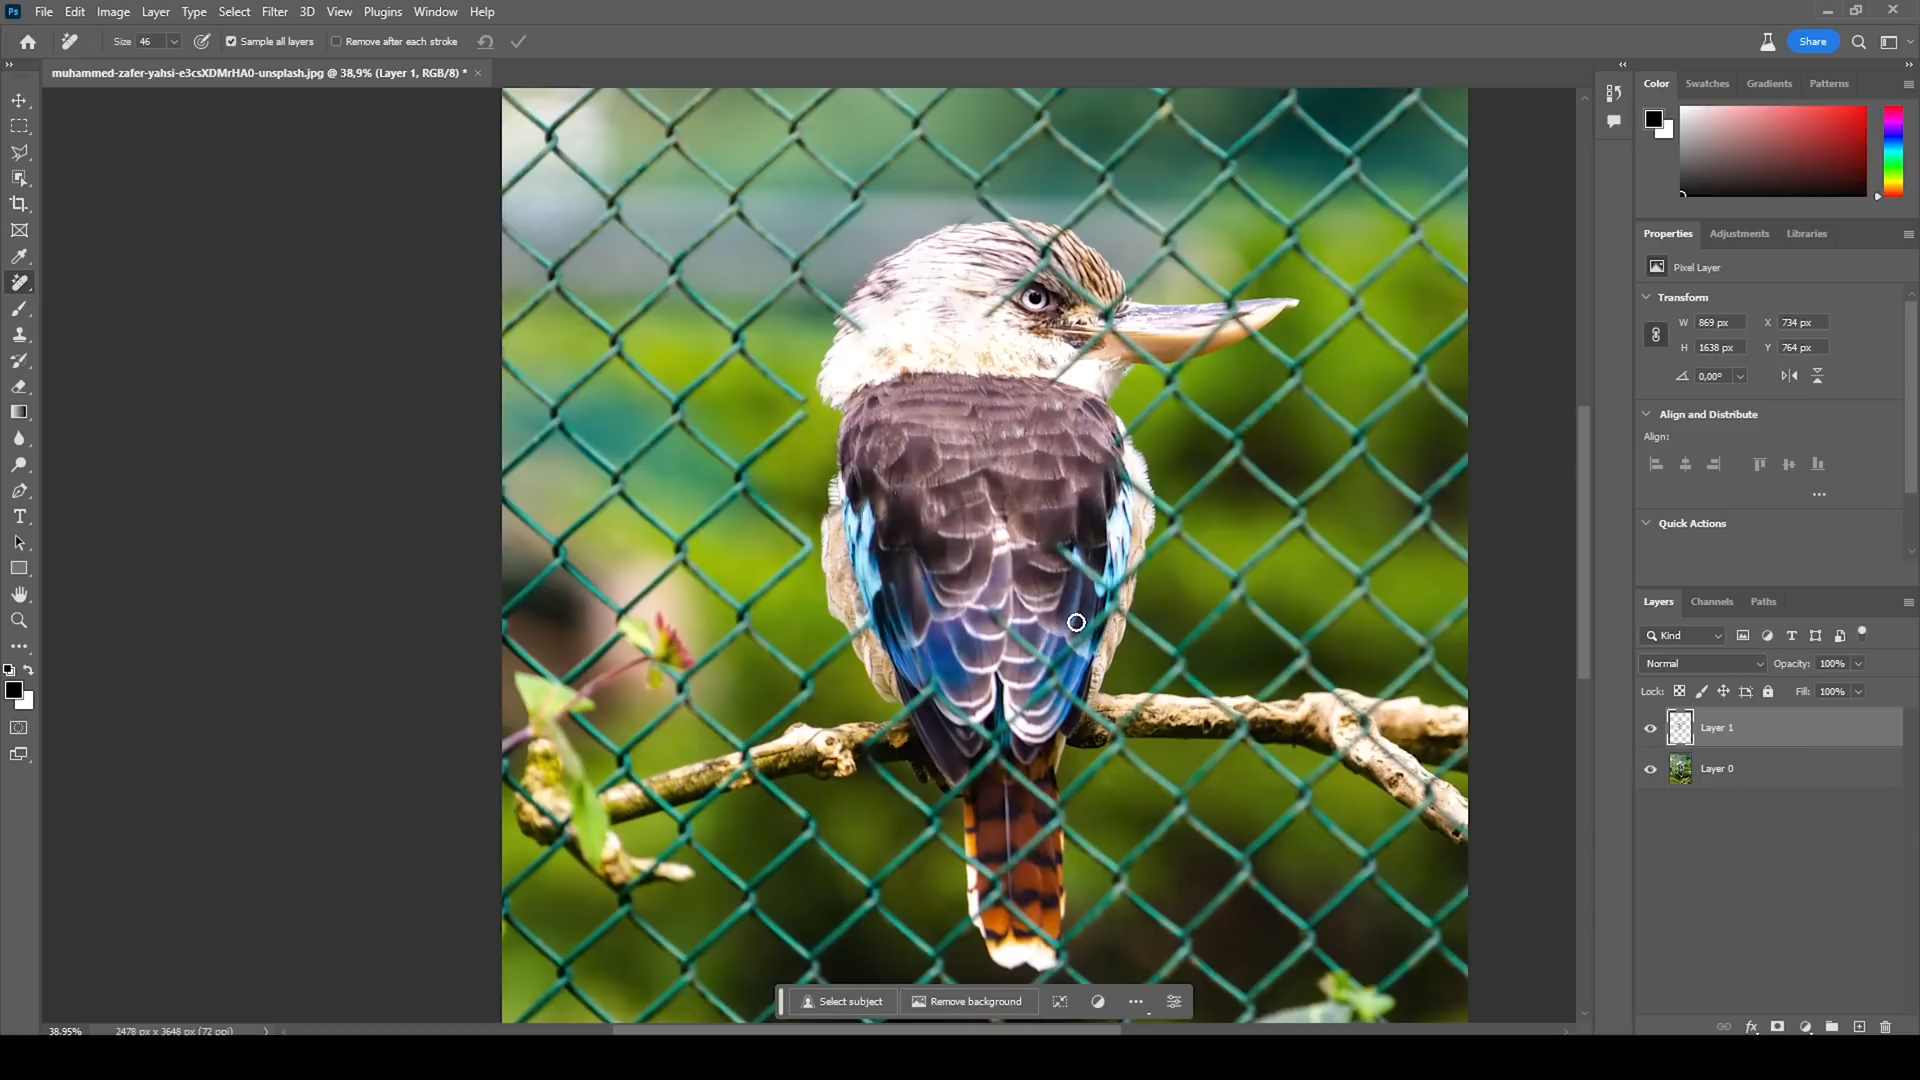 Ps File Edit Image Layer Type Select Filter 3D View Plugins Window Help
Size 46 Sample all layers Remove after each stroke Share
muhammed-zafer-yahsi-e3csXDMrHA0-unsplash.jpg @ 38,9% (Layer 1, RGB/8) *
Color Swatches Gradients Patterns
Properties Adjustments Libraries
Pixel Layer
Transform
W 869 px X 734 px
H 1638 px Y 764 px
0,00°
Align and Distribute
Align:
Quick Actions
Layers Channels Paths
Kind
Normal Opacity: 100%
Lock: Fill: 100%
Layer 1
Layer 0
Select subject Remove background
38,95% 2478 px x 3648 px (72 ppi)